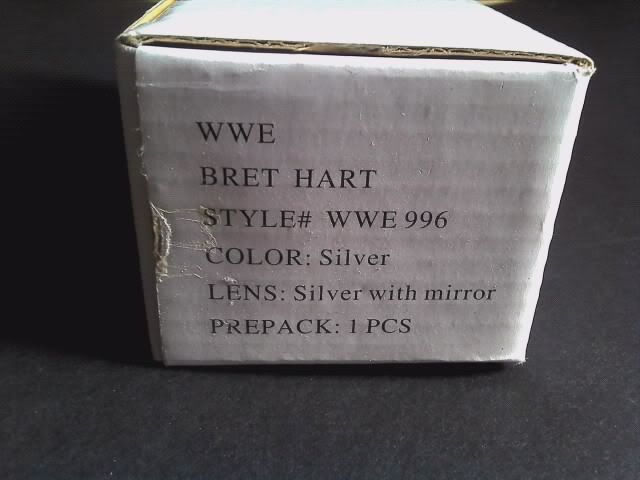 WWE
BRET HART
STYLE# WWE 996
COLOR: Silver
LENS: Silver with mirror
PREPACK: 1 PCS